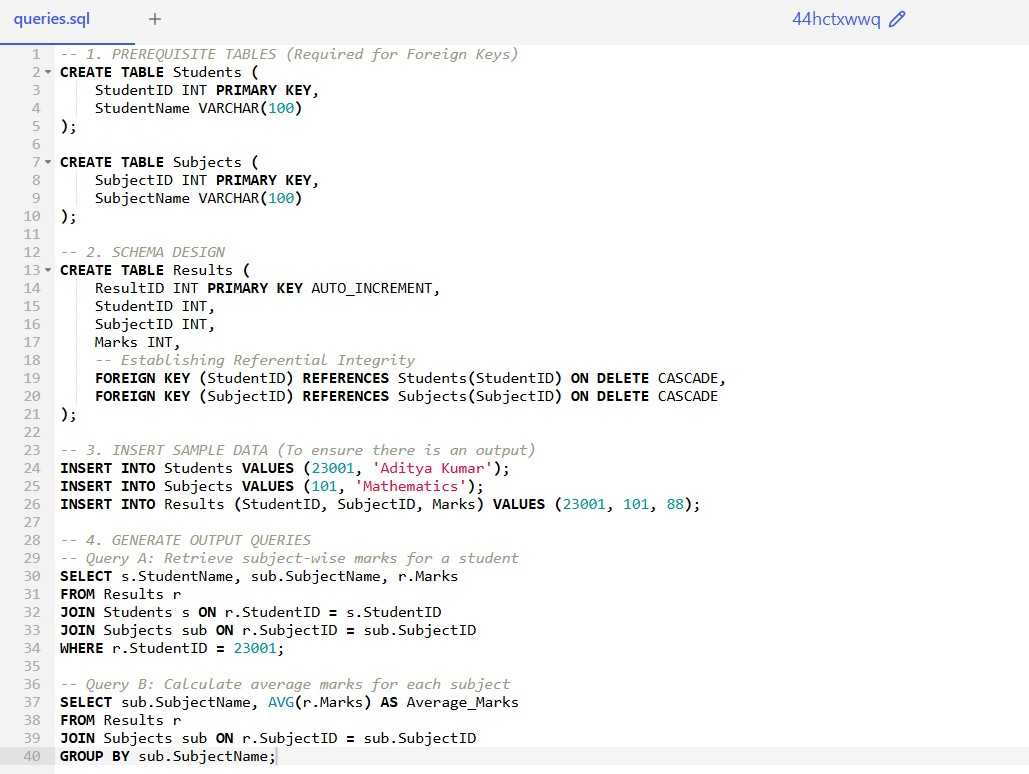 queries.sql +
44hctxwwq
1 -- 1. PREREQUISITE TABLES (Required for Foreign Keys)
2 CREATE TABLE Students (
3     StudentID INT PRIMARY KEY,
4     StudentName VARCHAR(100)
5 );
6
7 CREATE TABLE Subjects (
8     SubjectID INT PRIMARY KEY,
9     SubjectName VARCHAR(100)
10 );
11
12 -- 2. SCHEMA DESIGN
13 CREATE TABLE Results (
14     ResultID INT PRIMARY KEY AUTO_INCREMENT,
15     StudentID INT,
16     SubjectID INT,
17     Marks INT,
18     -- Establishing Referential Integrity
19     FOREIGN KEY (StudentID) REFERENCES Students(StudentID) ON DELETE CASCADE,
20     FOREIGN KEY (SubjectID) REFERENCES Subjects(SubjectID) ON DELETE CASCADE
21 );
22
23 -- 3. INSERT SAMPLE DATA (To ensure there is an output)
24 INSERT INTO Students VALUES (23001, 'Aditya Kumar');
25 INSERT INTO Subjects VALUES (101, 'Mathematics');
26 INSERT INTO Results (StudentID, SubjectID, Marks) VALUES (23001, 101, 88);
27
28 -- 4. GENERATE OUTPUT QUERIES
29 -- Query A: Retrieve subject-wise marks for a student
30 SELECT s.StudentName, sub.SubjectName, r.Marks
31 FROM Results r
32 JOIN Students s ON r.StudentID = s.StudentID
33 JOIN Subjects sub ON r.SubjectID = sub.SubjectID
34 WHERE r.StudentID = 23001;
35
36 -- Query B: Calculate average marks for each subject
37 SELECT sub.SubjectName, AVG(r.Marks) AS Average_Marks
38 FROM Results r
39 JOIN Subjects sub ON r.SubjectID = sub.SubjectID
40 GROUP BY sub.SubjectName;